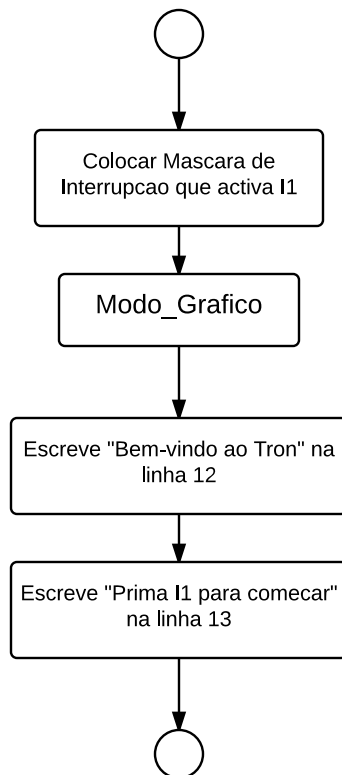 Colocar Mascara de
Interrupcao que activa I1
Modo_Grafico
Escreve "Bem-vindo ao Tron" na
linha 12
Escreve "Prima I1 para comecar"
na linha 13